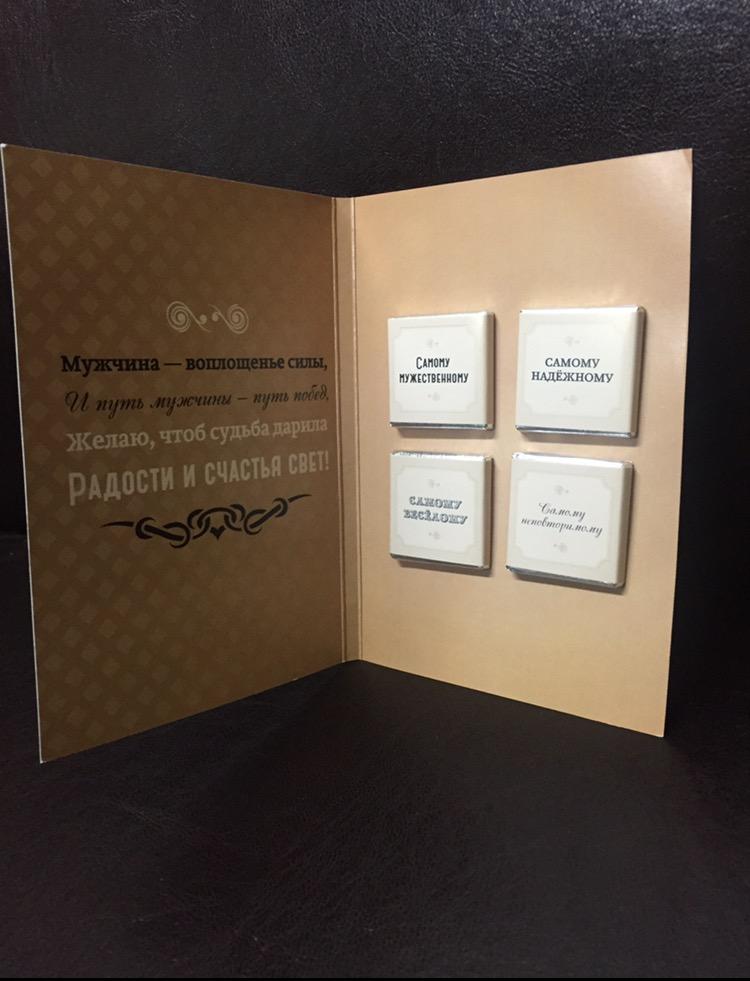 Мужчина — воплощенье силы,
И путь мужчины – путь побед,
Желаю, чтоб судьба дарила
Радости и счастья свет!
Самому
мужественному
САМОМУ
НАДЁЖНОМУ
САМОМУ
ВЕСЁЛОМУ
Самому
неповторимому